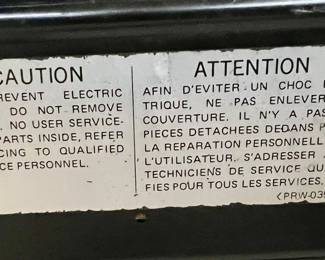 CAUTION
REVENT ELECTRIC
DO NOT REMOVE
. NO USER SERVICE-
PARTS INSIDE, REFER
CING TO QUALIFIED
CE PERSONNEL.
ATTENTION
AFIN D'EVITER UN CHOC E
TRIQUE, NE PAS ENLEVER
COUVERTURE. IL N'Y A PAS
PIECES DETACHEES DEDANS P
LA REPARATION PERSONNELL
L'UTILISATEUR. S'ADRESSER A
TECHNICIENS DE SERVICE QU
FIES POUR TOUS LES SERVICES.
<PRW-039